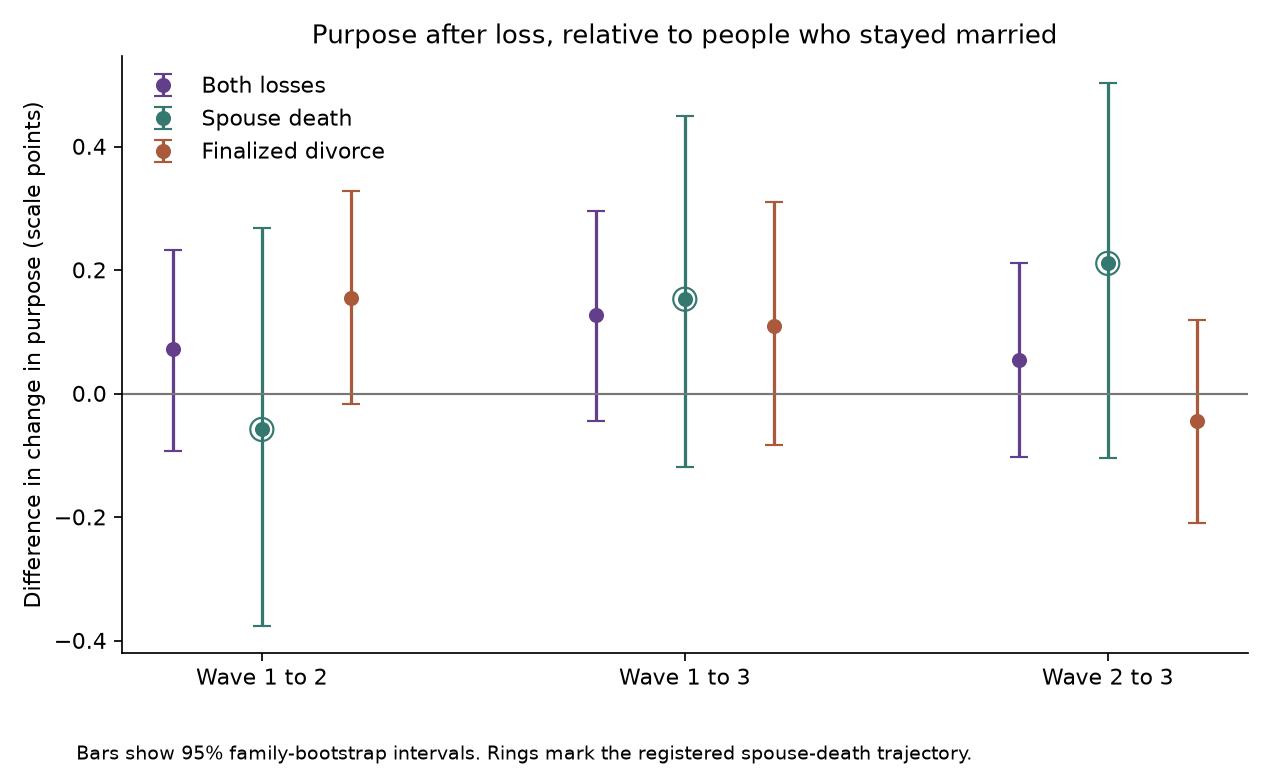 Purpose after loss, relative to people who stayed married
Difference in change in purpose (scale points)
Both losses
Spouse death
Finalized divorce
0.4
0.2
0.0
−0.2
−0.4
Wave 1 to 2
Wave 1 to 3
Wave 2 to 3
Bars show 95% family-bootstrap intervals. Rings mark the registered spouse-death trajectory.